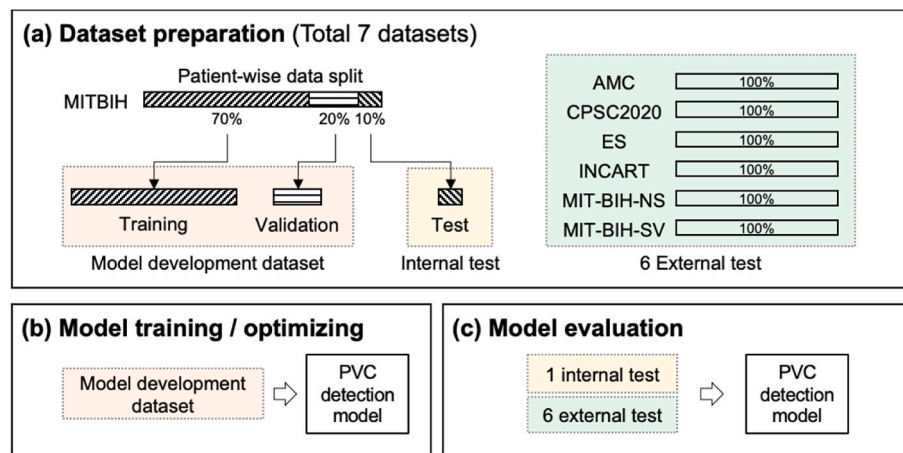 (a) Dataset preparation (Total 7 datasets)
Patient-wise data split
MITBIH
70%
20%
10%
Training
Validation
Test
Model development dataset
Internal test
AMC
100%
CPSC2020
100%
ES
100%
INCART
100%
MIT-BIH-NS
100%
MIT-BIH-SV
100%
6 External test
(b) Model training / optimizing
Model development
dataset
PVC
detection
model
(c) Model evaluation
1 internal test
6 external test
PVC
detection
model